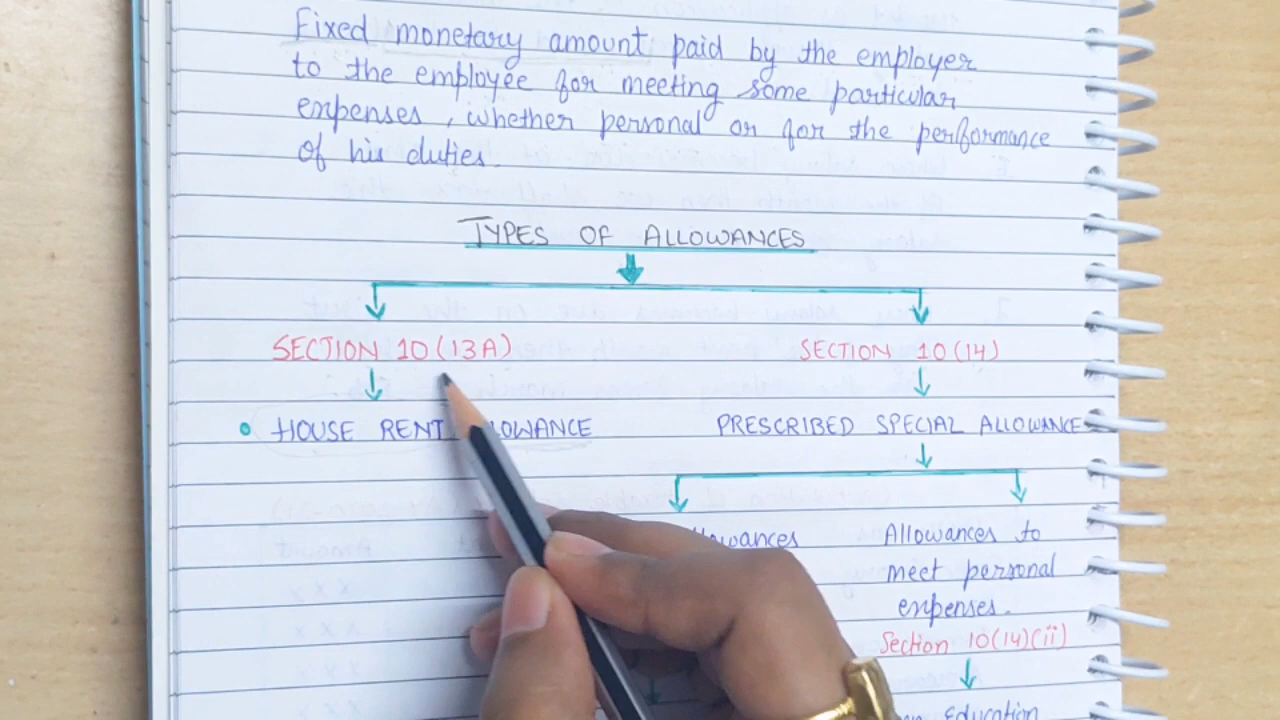 Fixed monetary amount paid by the employer
to the employee for meeting some particular
expenses, whether personal or for the performance
of his duties.
TYPES OF ALLOWANCES
SECTION 10(13A)
SECTION 10(14)
• HOUSE RENT
PRESCRIBED SPECIAL ALLOWANCE
Allowances to
meet personal
expenses.
Section 10(14)(ii)
Education